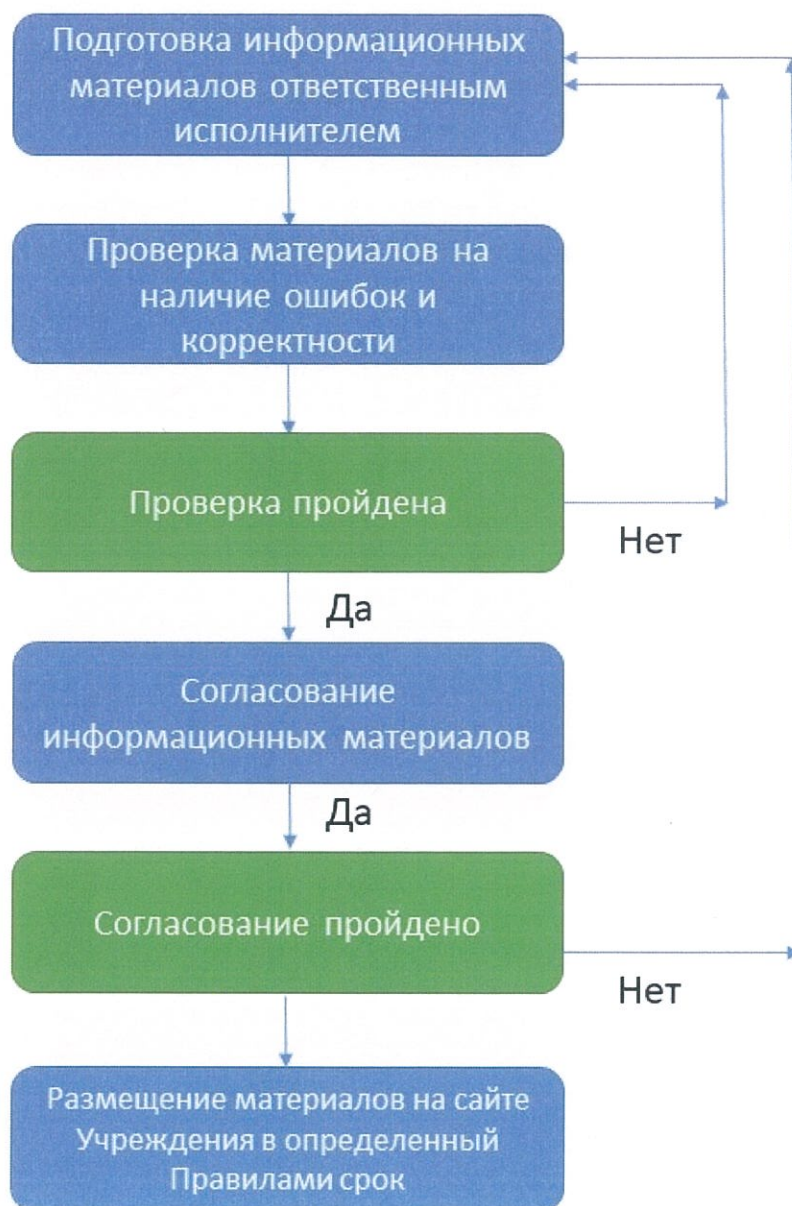 Подготовка информационных
материалов ответственным
исполнителем
Проверка материалов на
наличие ошибок и
корректности
Проверка пройдена
Нет
Да
Согласование
информационных материалов
Да
Согласование пройдено
Нет
Размещение материалов на сайте
Учреждения в определенный
Правилами срок